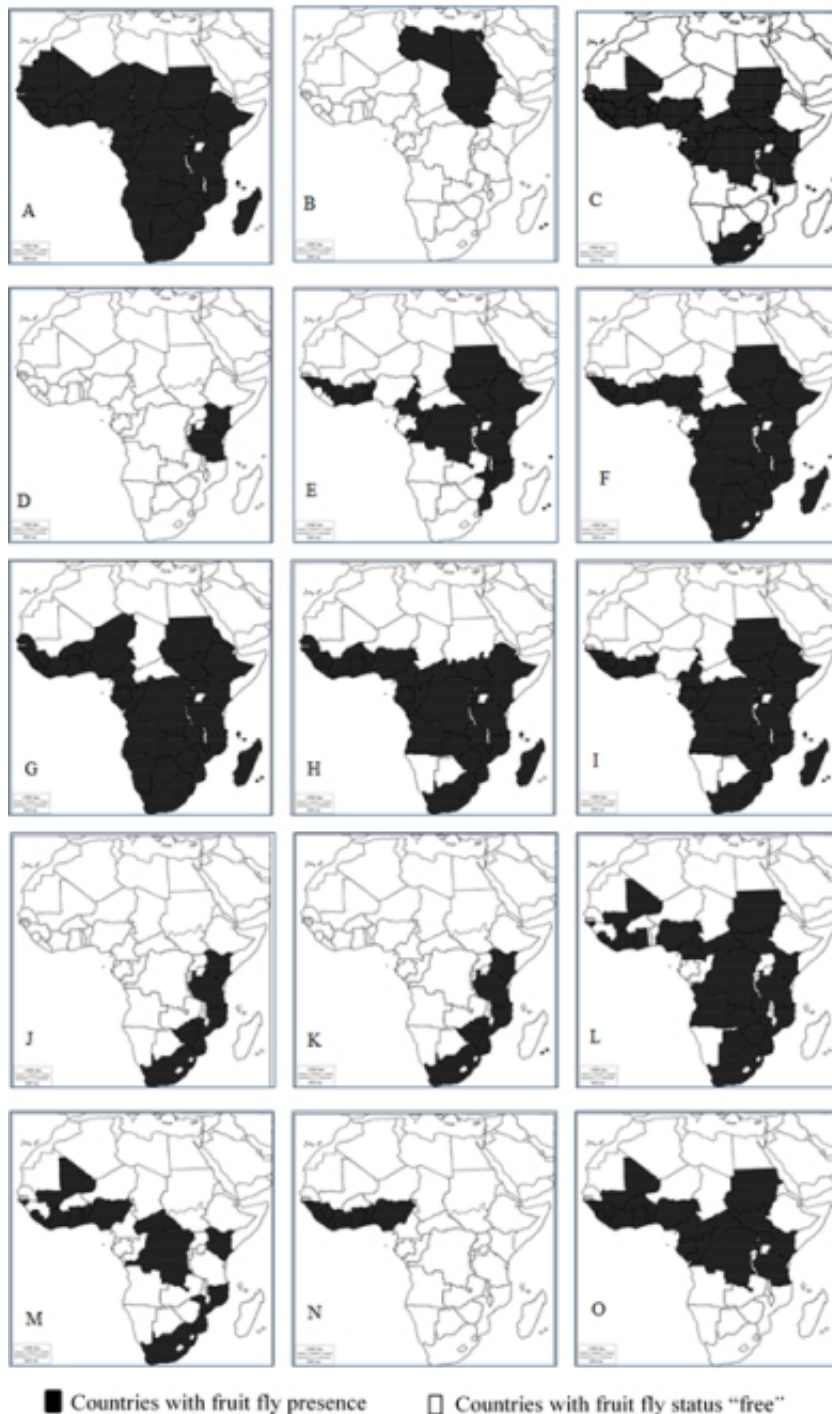 A
B
C
D
E
F
G
H
I
J
K
L
M
N
O
Countries with fruit fly presence
Countries with fruit fly status “free”